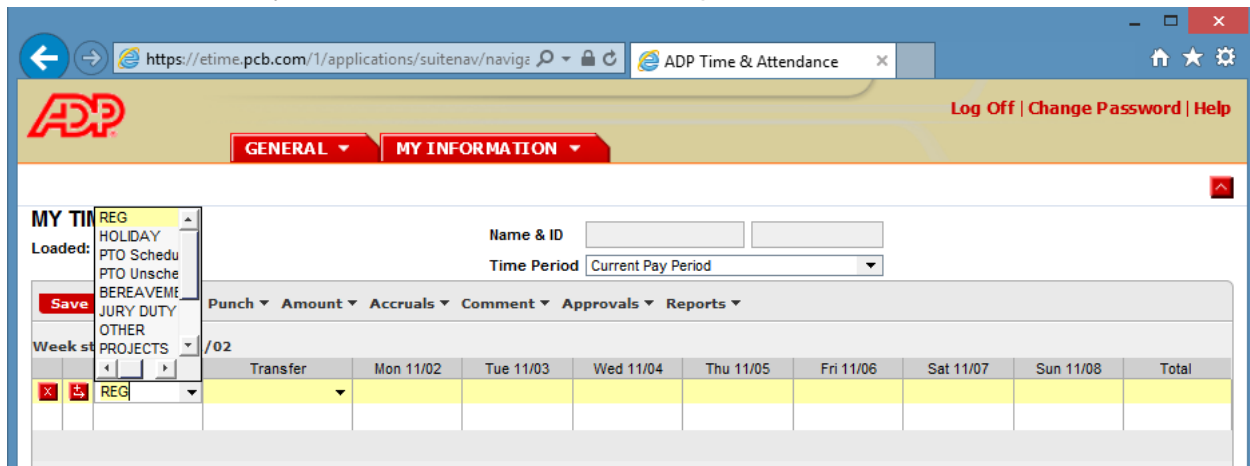 https://etime.pcb.com/1/applications/suitenav/naviga
ADP Time & Attendance
ADP
Log Off | Change Password | Help
GENERAL
MY INFORMATION
MY TIM
Loaded:
Name & ID
Time Period Current Pay Period
REG
HOLIDAY
PTO Schedu
PTO Unsche
BEREAVEME
JURY DUTY
OTHER
PROJECTS
Save Punch Amount Accruals Comment Approvals Reports
Week st /02
Transfer Mon 11/02 Tue 11/03 Wed 11/04 Thu 11/05 Fri 11/06 Sat 11/07 Sun 11/08 Total
REG